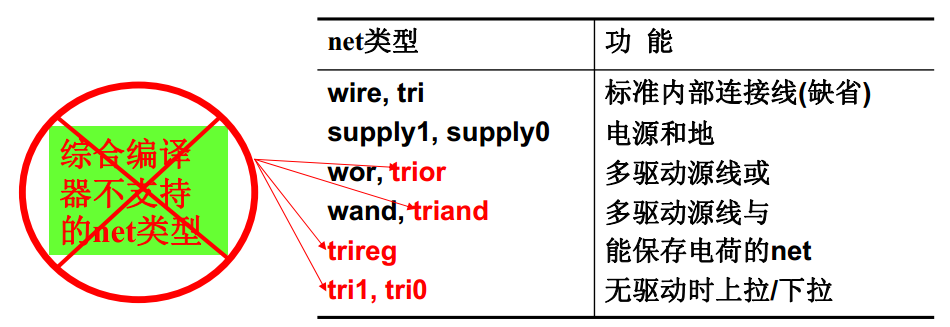 综合编译
器不支持
的net类型
net类型 功 能
wire, tri 标准内部连接线(缺省)
supply1, supply0 电源和地
wor, trior 多驱动源线或
wand, triand 多驱动源线与
trireg 能保存电荷的net
tri1, tri0 无驱动时上拉/下拉